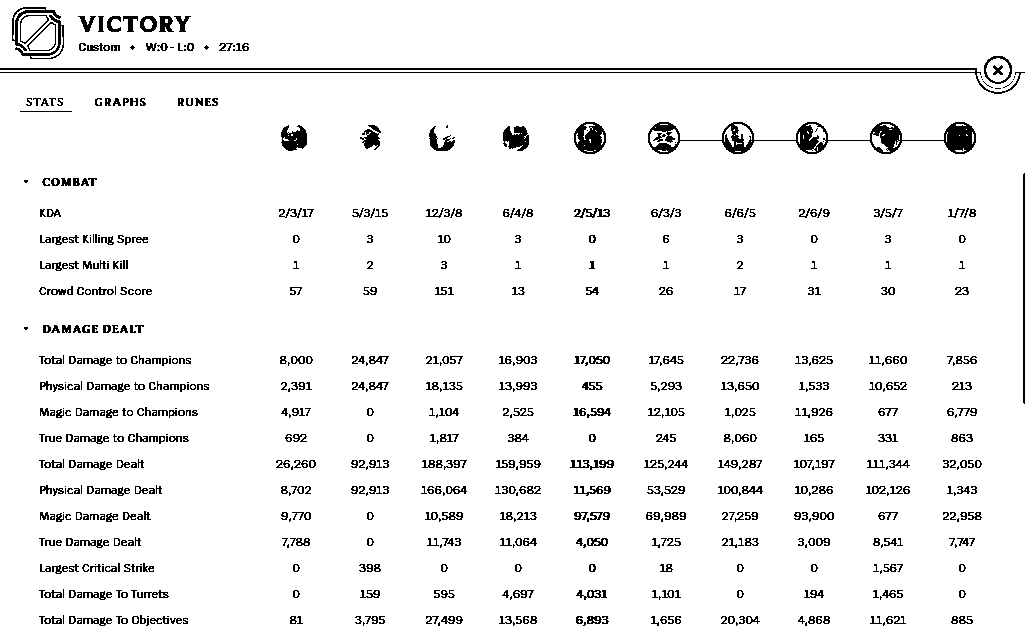 VICTORY
Custom • W:0 - L:0 • 27:16
STATS GRAPHS RUNES
COMBAT
KDA 2/3/17 5/3/15 12/3/8 6/4/8 2/5/13 6/3/3 6/6/5 2/6/9 3/5/7 1/7/8
Largest Killing Spree 0 3 10 3 0 6 3 0 3 0
Largest Multi Kill 1 2 3 1 1 1 2 1 1 1
Crowd Control Score 57 59 151 13 54 26 17 31 30 23
DAMAGE DEALT
Total Damage to Champions 8,000 24,847 21,057 16,903 17,050 17,645 22,736 13,625 11,660 7,856
Physical Damage to Champions 2,391 24,847 18,135 13,993 455 5,293 13,650 1,533 10,652 213
Magic Damage to Champions 4,917 0 1,104 2,525 16,594 12,105 1,025 11,926 677 6,779
True Damage to Champions 692 0 1,817 384 0 245 8,060 165 331 863
Total Damage Dealt 26,260 92,913 188,397 159,959 113,199 125,244 149,287 107,197 111,344 32,050
Physical Damage Dealt 8,702 92,913 166,064 130,682 11,569 53,529 100,844 10,286 102,126 1,343
Magic Damage Dealt 9,770 0 10,589 18,213 97,579 69,989 27,259 93,900 677 22,958
True Damage Dealt 7,788 0 11,743 11,064 4,050 1,725 21,183 3,009 8,541 7,747
Largest Critical Strike 0 398 0 0 0 18 0 0 1,567 0
Total Damage To Turrets 0 159 595 4,697 4,031 1,101 0 194 1,465 0
Total Damage To Objectives 81 3,795 27,499 13,568 6,893 1,656 20,304 4,868 11,621 885